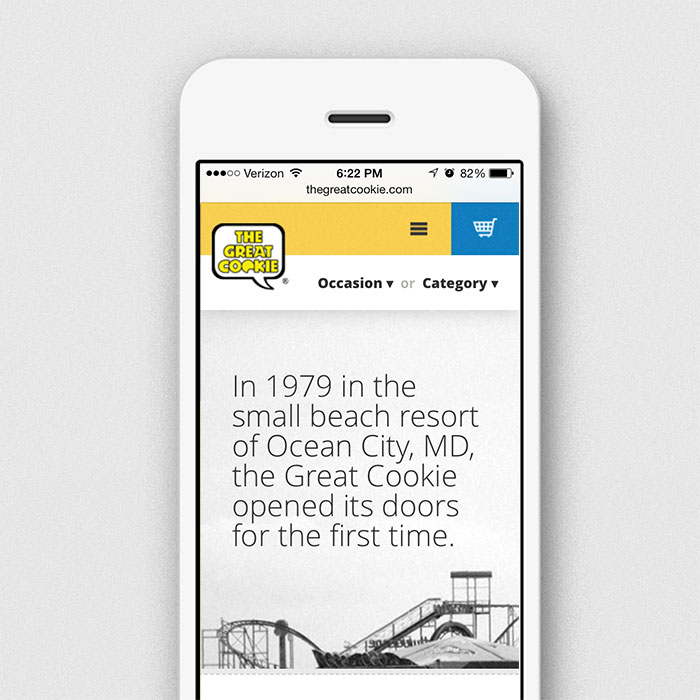 Verizon 6:22 PM 82%
thegreatcookie.com
THE
GREAT
COOKIE
®
Occasion ▾ or Category ▾
In 1979 in the
small beach resort
of Ocean City, MD,
the Great Cookie
opened its doors
for the first time.